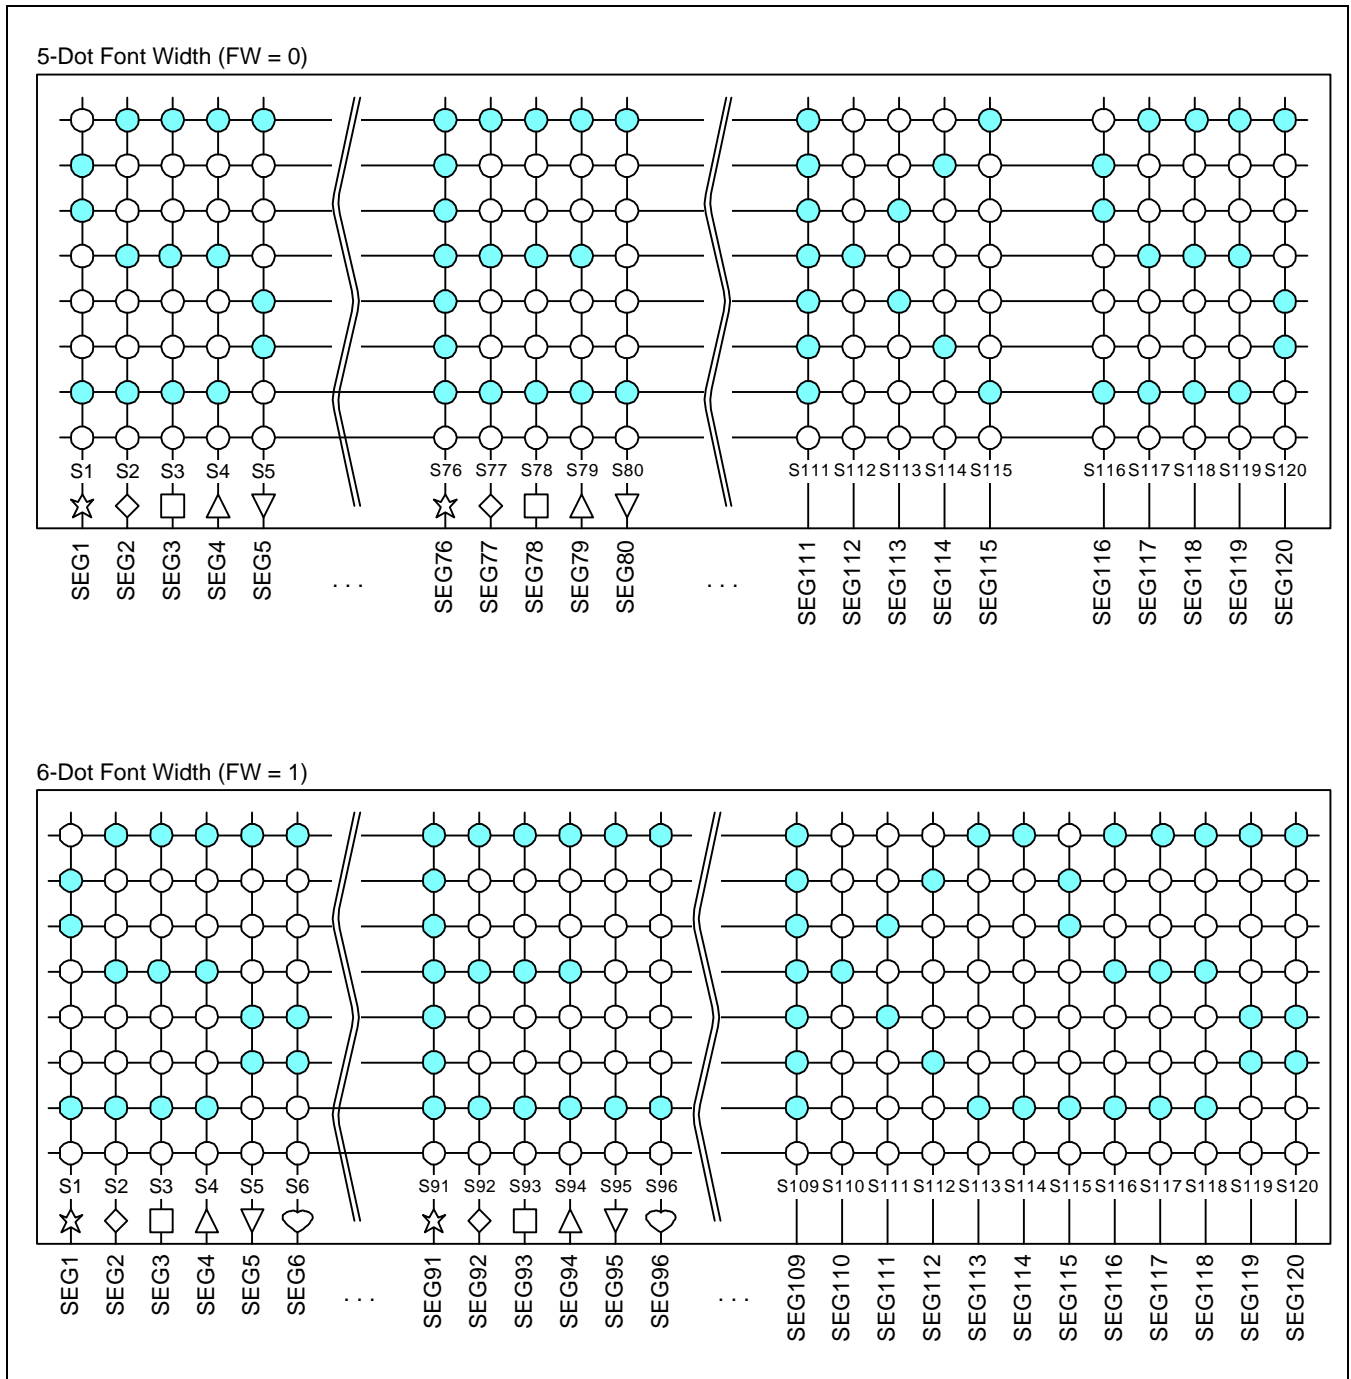 5-Dot Font Width (FW = 0)
S1 S2 S3 S4 S5 S76 S77 S78 S79 S80 S111 S112 S113 S114 S115 S116 S117 S118 S119 S120
SEG1 SEG2 SEG3 SEG4 SEG5 . . . SEG76 SEG77 SEG78 SEG79 SEG80 . . . SEG111 SEG112 SEG113 SEG114 SEG115 SEG116 SEG117 SEG118 SEG119 SEG120
6-Dot Font Width (FW = 1)
S1 S2 S3 S4 S5 S6 S91 S92 S93 S94 S95 S96 S109 S110 S111 S112 S113 S114 S115 S116 S117 S118 S119 S120
SEG1 SEG2 SEG3 SEG4 SEG5 SEG6 . . . SEG91 SEG92 SEG93 SEG94 SEG95 SEG96 . . . SEG109 SEG110 SEG111 SEG112 SEG113 SEG114 SEG115 SEG116 SEG117 SEG118 SEG119 SEG120